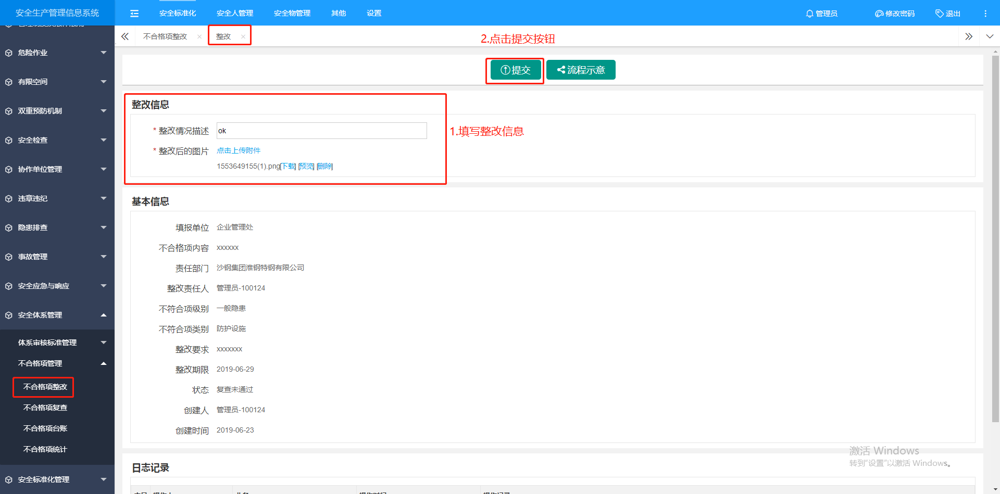 安全生产管理信息系统
安全标准化
安全人管理
安全物管理
其他
设置
管理员
修改密码
退出
危险作业
有限空间
双重预防机制
安全检查
协作单位管理
违章违纪
隐患排查
事故管理
安全应急与响应
安全体系管理
体系审核标准管理
不合格项管理
不合格项整改
不合格项复查
不合格项台账
不合格项统计
安全标准化管理
不合格项整改 ×
整改 ×
2.点击提交按钮
提交
流程示意
整改信息
* 整改情况描述 ok
1.填写整改信息
* 整改后的图片 点击上传附件
1553649155(1).png[下载] [预览] [删除]
基本信息
填报单位 企业管理处
不合格项内容 xxxxxx
责任部门 沙钢集团淮钢特钢有限公司
整改责任人 管理员-100124
不符合项级别 一般隐患
不符合项类别 防护设施
整改要求 xxxxxxx
整改期限 2019-06-29
状态 复查未通过
创建人 管理员-100124
创建时间 2019-06-23
日志记录
激活 Windows
转到"设置"以激活 Windows。